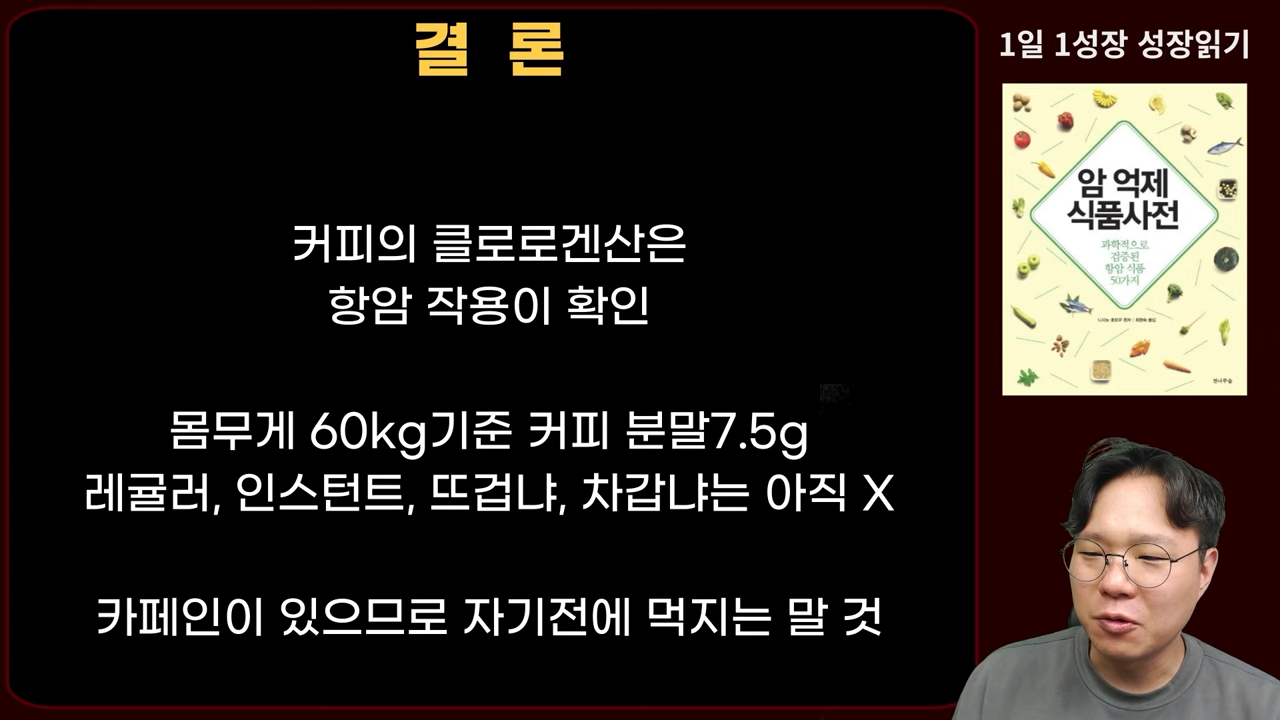 결 론
커피의 클로로겐산은
항암 작용이 확인
몸무게 60kg기준 커피 분말7.5g
레귤러, 인스턴트, 뜨겁냐, 차갑냐는 아직 X
카페인이 있으므로 자기전에 먹지는 말 것
1일 1성장 성장읽기
암 억제
식품사전
과학적으로
검증된
항암 식품
50가지
전나무숲